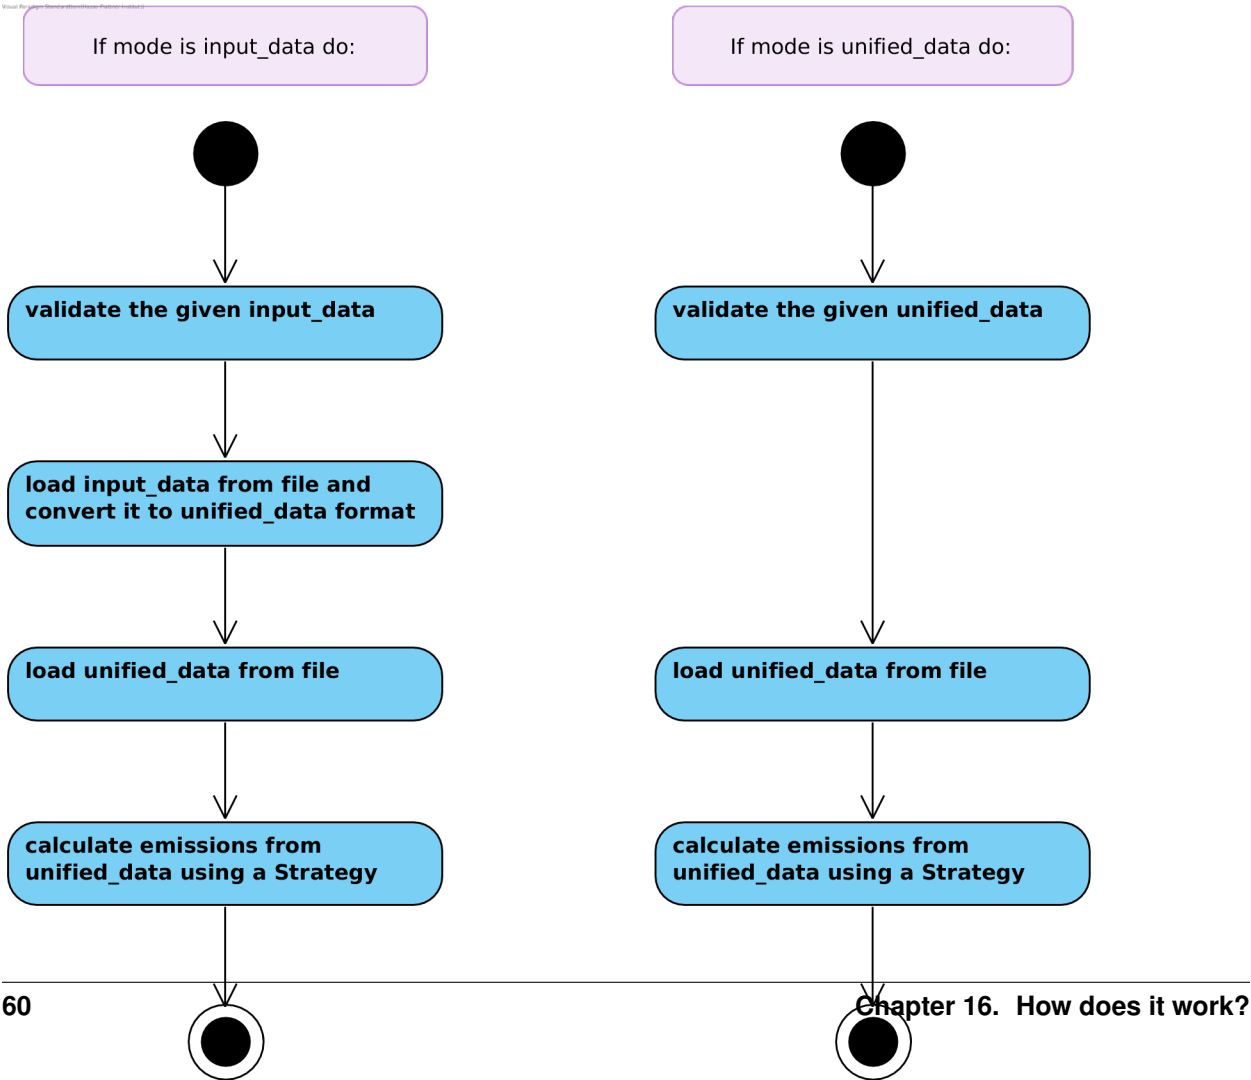 If mode is input_data do:
validate the given input_data
load input_data from file and
convert it to unified_data format
load unified_data from file
calculate emissions from
unified_data using a Strategy
If mode is unified_data do:
validate the given unified_data
load unified_data from file
calculate emissions from
unified_data using a Strategy
60
Chapter 16. How does it work?